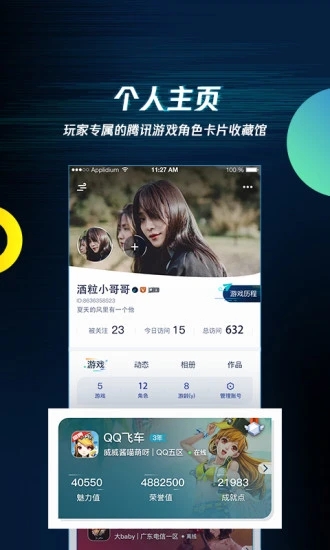 个人主页
玩家专属的腾讯游戏角色卡片收藏馆
Applidium
11:27 AM
100%
洒粒小哥哥
ID:8636358523
夏天的风里有一个他
游戏历程
被关注 23
今日访问 15
总访问 632
游戏 动态 相册 作品
5 12 8
游戏 角色 游龄(y) 管理账号
QQ飞车 3年
威威酱喵萌呀 | QQ五区 • 在线
40550 4882500 21983
魅力值 荣誉值 成就点
大baby | 广东电信一区 • 离线